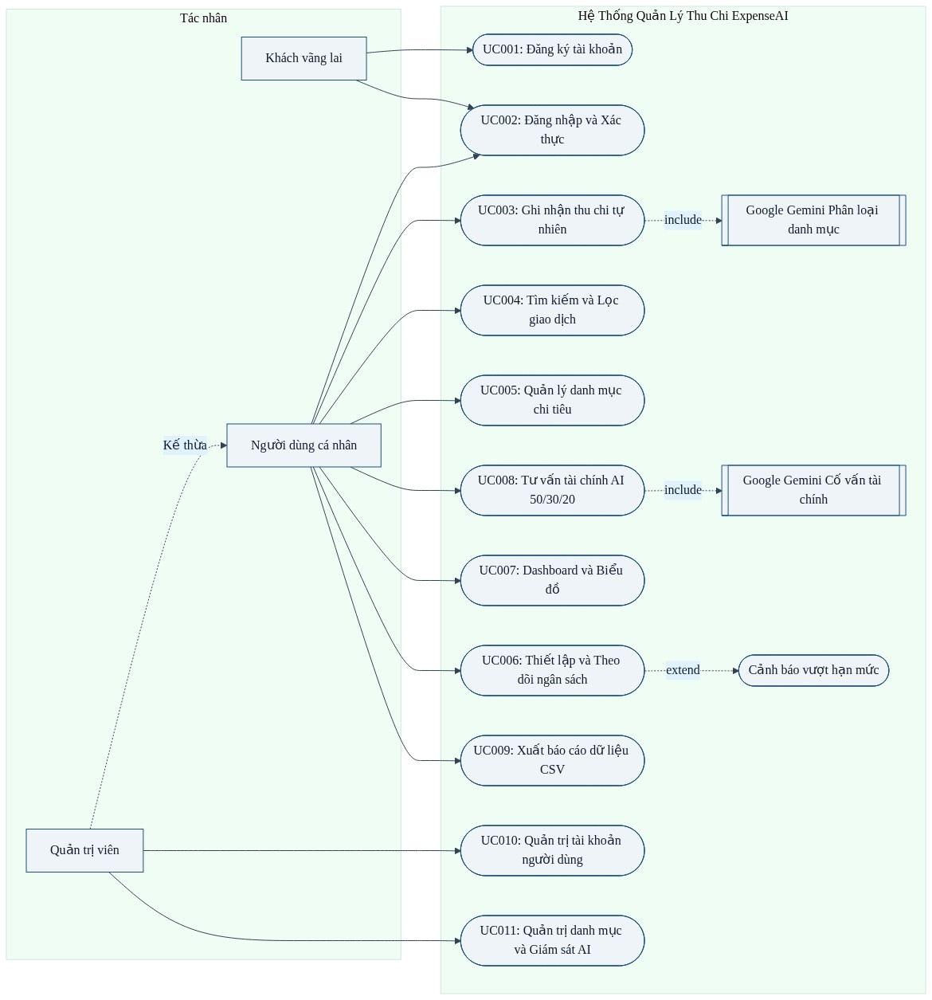 Tác nhân
Hệ Thống Quản Lý Thu Chi ExpenseAI
Khách vãng lai
UC001: Đăng ký tài khoản
UC002: Đăng nhập và Xác
thực
UC003: Ghi nhận thu chi tự
nhiên
include
Google Gemini Phân loại
danh mục
UC004: Tìm kiếm và Lọc
giao dịch
UC005: Quản lý danh mục
chi tiêu
Kế thừa
Người dùng cá nhân
UC008: Tư vấn tài chính AI
50/30/20
include
Google Gemini Cố vấn tài
chính
UC007: Dashboard và Biểu
đồ
UC006: Thiết lập và Theo
dõi ngân sách
extend
Cảnh báo vượt hạn mức
UC009: Xuất báo cáo dữ liệu
CSV
Quản trị viên
UC010: Quản trị tài khoản
người dùng
UC011: Quản trị danh mục
và Giám sát AI